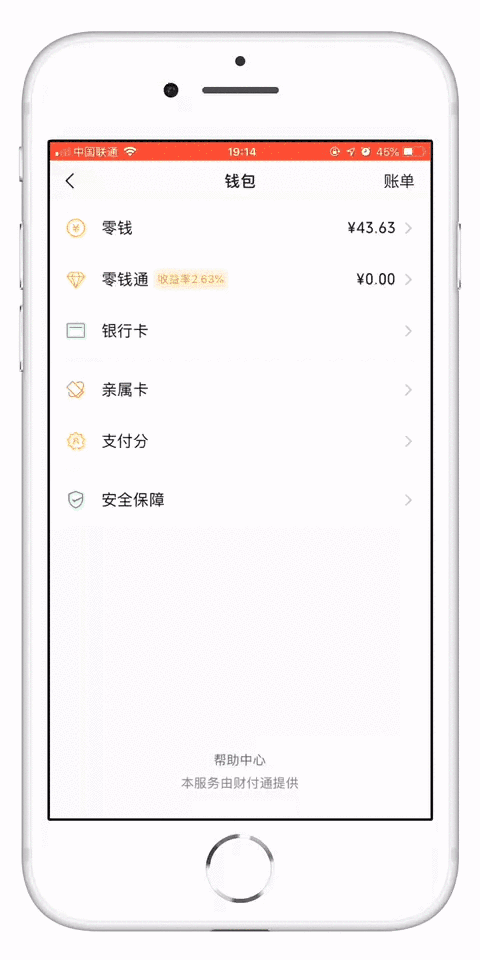 中国联通 19:14 45%
钱包 账单
零钱 ¥43.63
零钱通 收益率2.63% ¥0.00
银行卡
亲属卡
支付分
安全保障
帮助中心
本服务由财付通提供